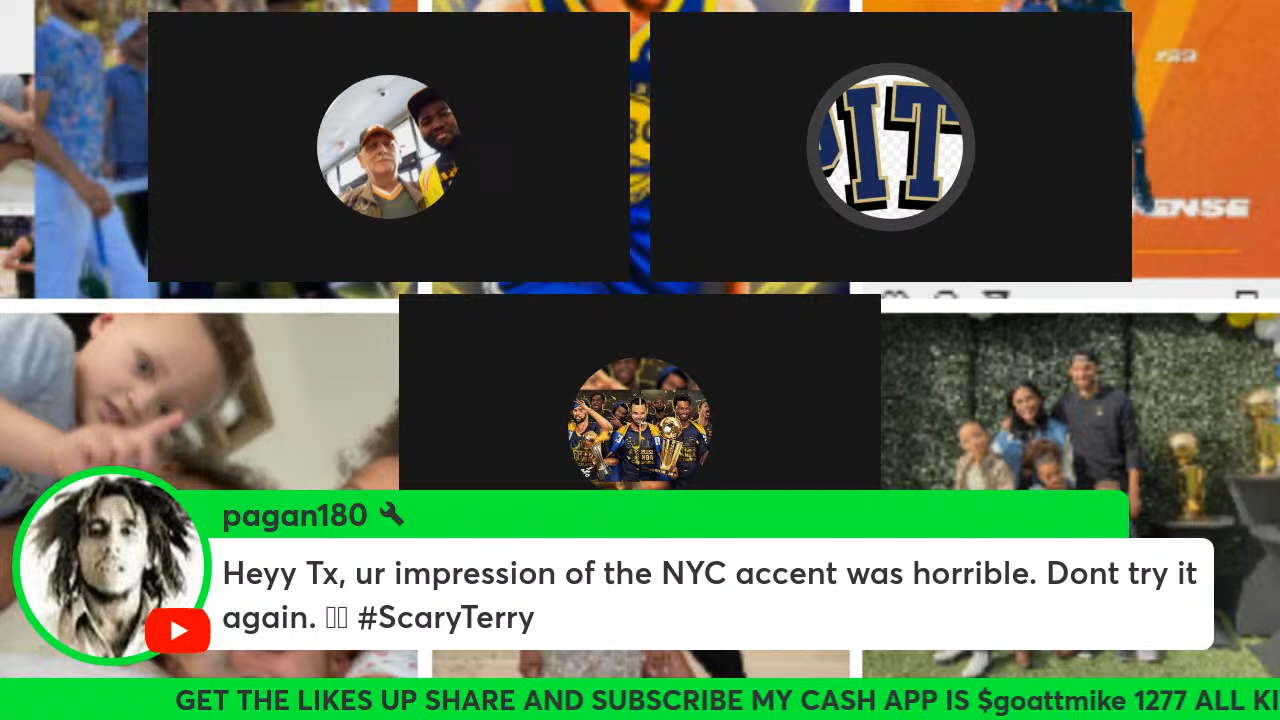 PIT
ENSE
pagan180
Heyy Tx, ur impression of the NYC accent was horrible. Dont try it
again. #ScaryTerry
GET THE LIKES UP SHARE AND SUBSCRIBE MY CASH APP IS $goattmike 1277 ALL KI